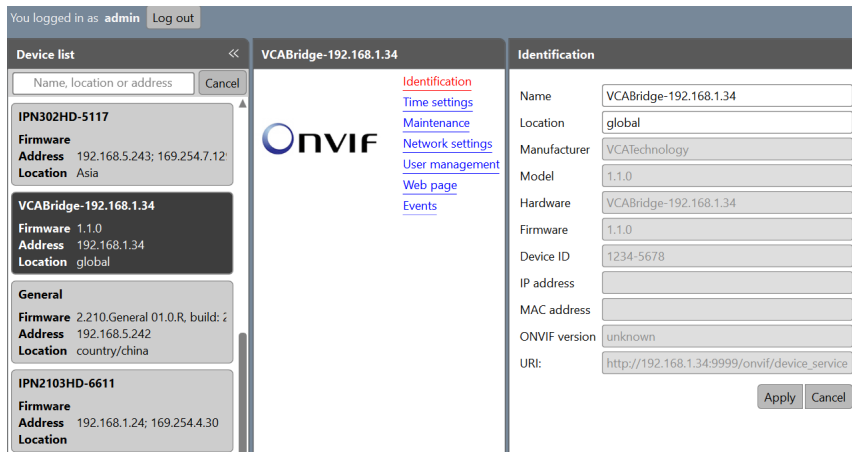 You logged in as admin Log out
Device list «
Name, location or address Cancel
IPN302HD-5117
Firmware
Address 192.168.5.243; 169.254.7.12
Location Asia
VCABridge-192.168.1.34
Firmware 1.1.0
Address 192.168.1.34
Location global
General
Firmware 2.210.General 01.0.R, build: 2
Address 192.168.5.242
Location country/china
IPN2103HD-6611
Firmware
Address 192.168.1.24; 169.254.4.30
Location
VCABridge-192.168.1.34
ONVIF
Identification
Time settings
Maintenance
Network settings
User management
Web page
Events
Identification
Name VCABridge-192.168.1.34
Location global
Manufacturer VCATechnology
Model 1.1.0
Hardware VCABridge-192.168.1.34
Firmware 1.1.0
Device ID 1234-5678
IP address
MAC address
ONVIF version unknown
URI: http://192.168.1.34:9999/onvif/device_service
Apply Cancel